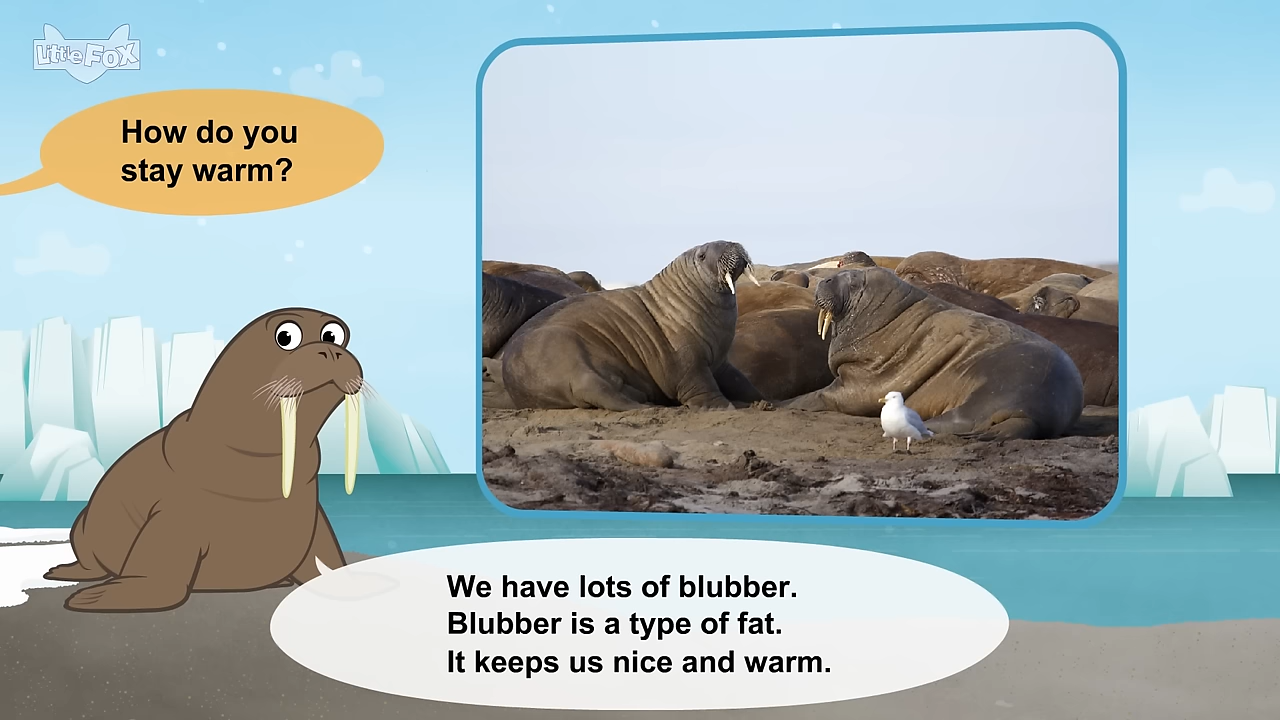 Little Fox
How do you
stay warm?
We have lots of blubber.
Blubber is a type of fat.
It keeps us nice and warm.